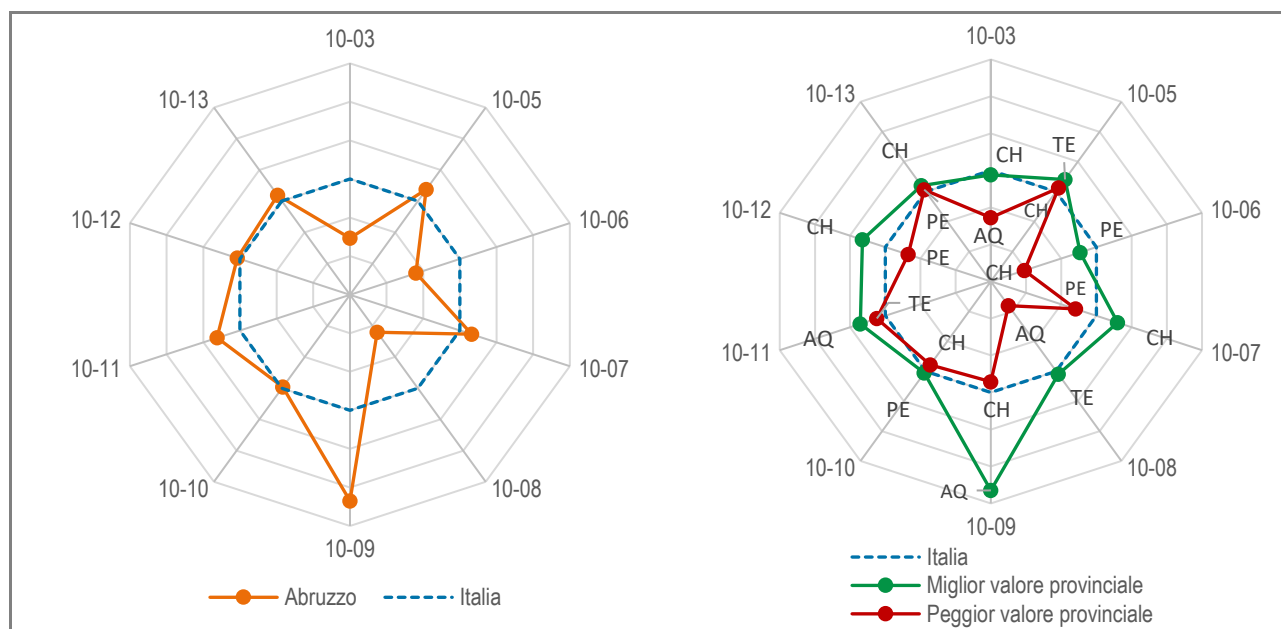 10-03
10-13
10-05
10-12
10-06
10-11
10-07
10-10
10-08
10-09
Abruzzo
Italia
10-03
10-13
10-05
TE
CH
CH
10-12
10-06
CH
PE
PE
AQ
CH
PE
CH
PE
TE
10-11
AQ
AQ
CH
10-07
CH
PE
CH
TE
10-10
10-08
AQ
10-09
Italia
Miglior valore provinciale
Peggior valore provinciale